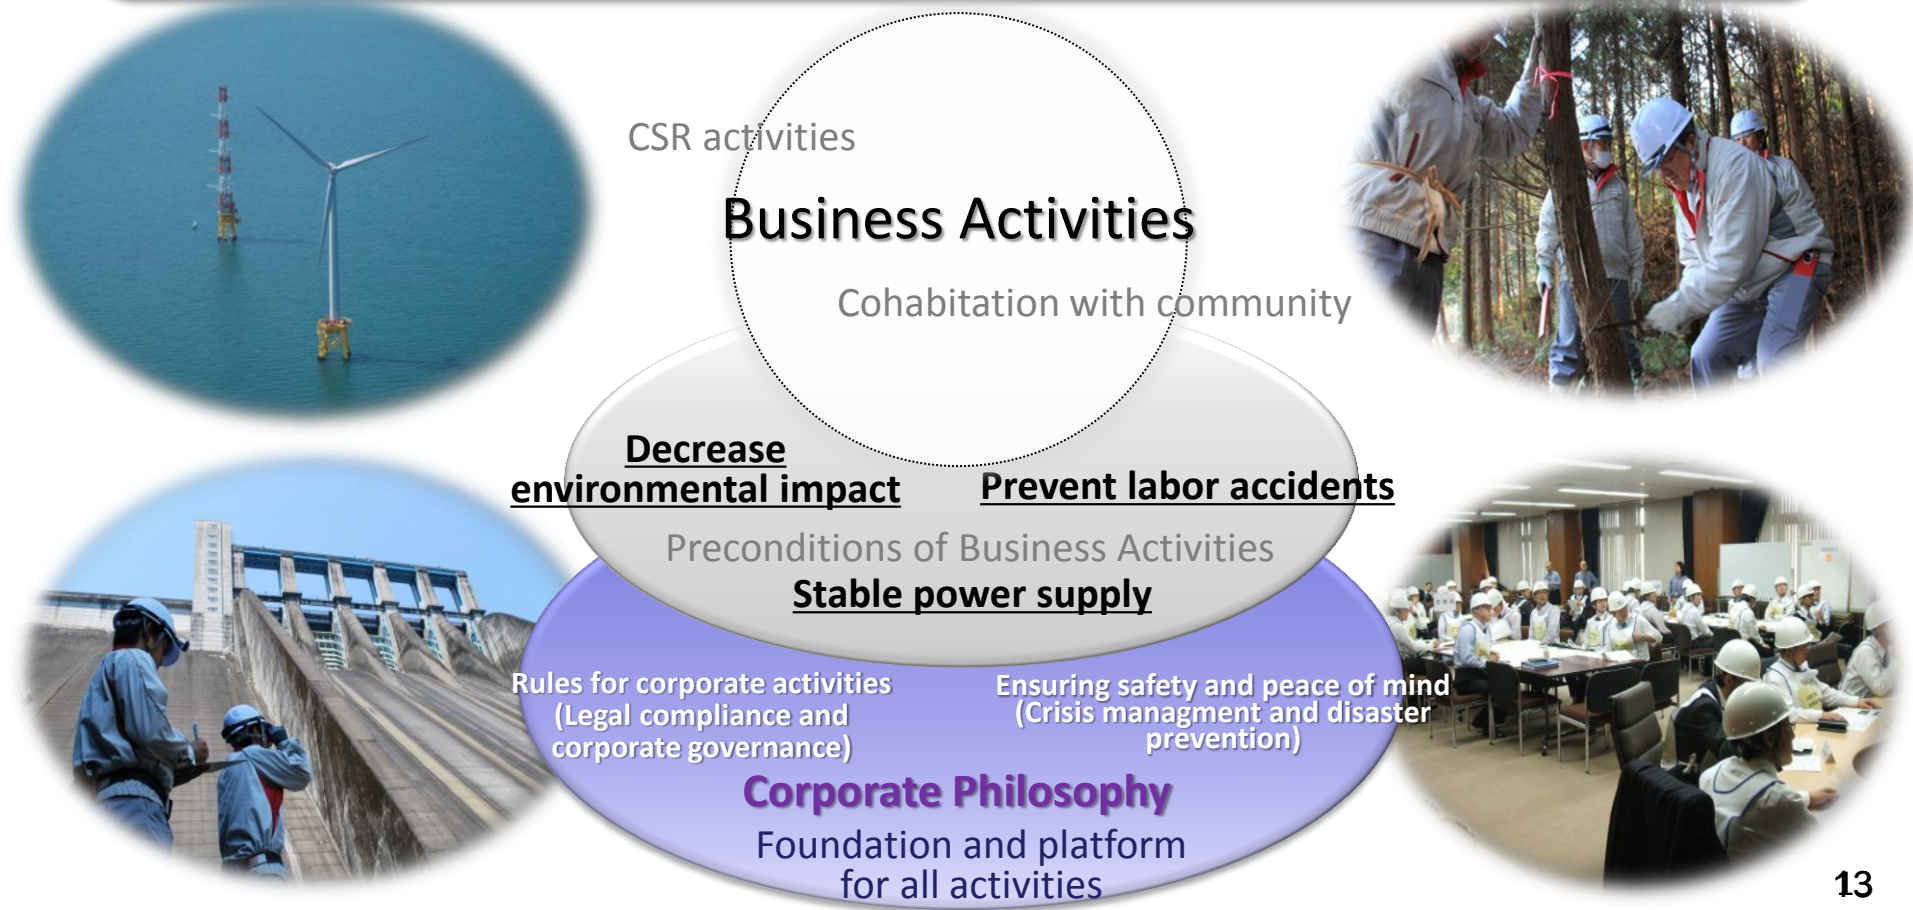 CSR activities
Business Activities
Cohabitation with community
Decrease
environmental impact
Prevent labor accidents
Preconditions of Business Activities
Stable power supply
Rules for corporate activities
(Legal compliance and
corporate governance)
Ensuring safety and peace of mind
(Crisis managment and disaster
prevention)
Corporate Philosophy
Foundation and platform
for all activities
13